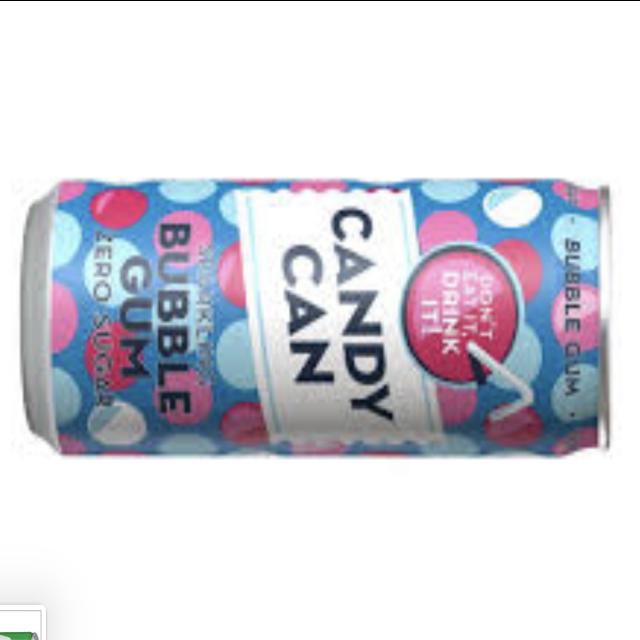 · BUBBLE GUM ·
DON'T
EAT IT,
DRINK
IT!
CANDY
CAN
SPARKLING
BUBBLE
GUM
ZERO SUGAR